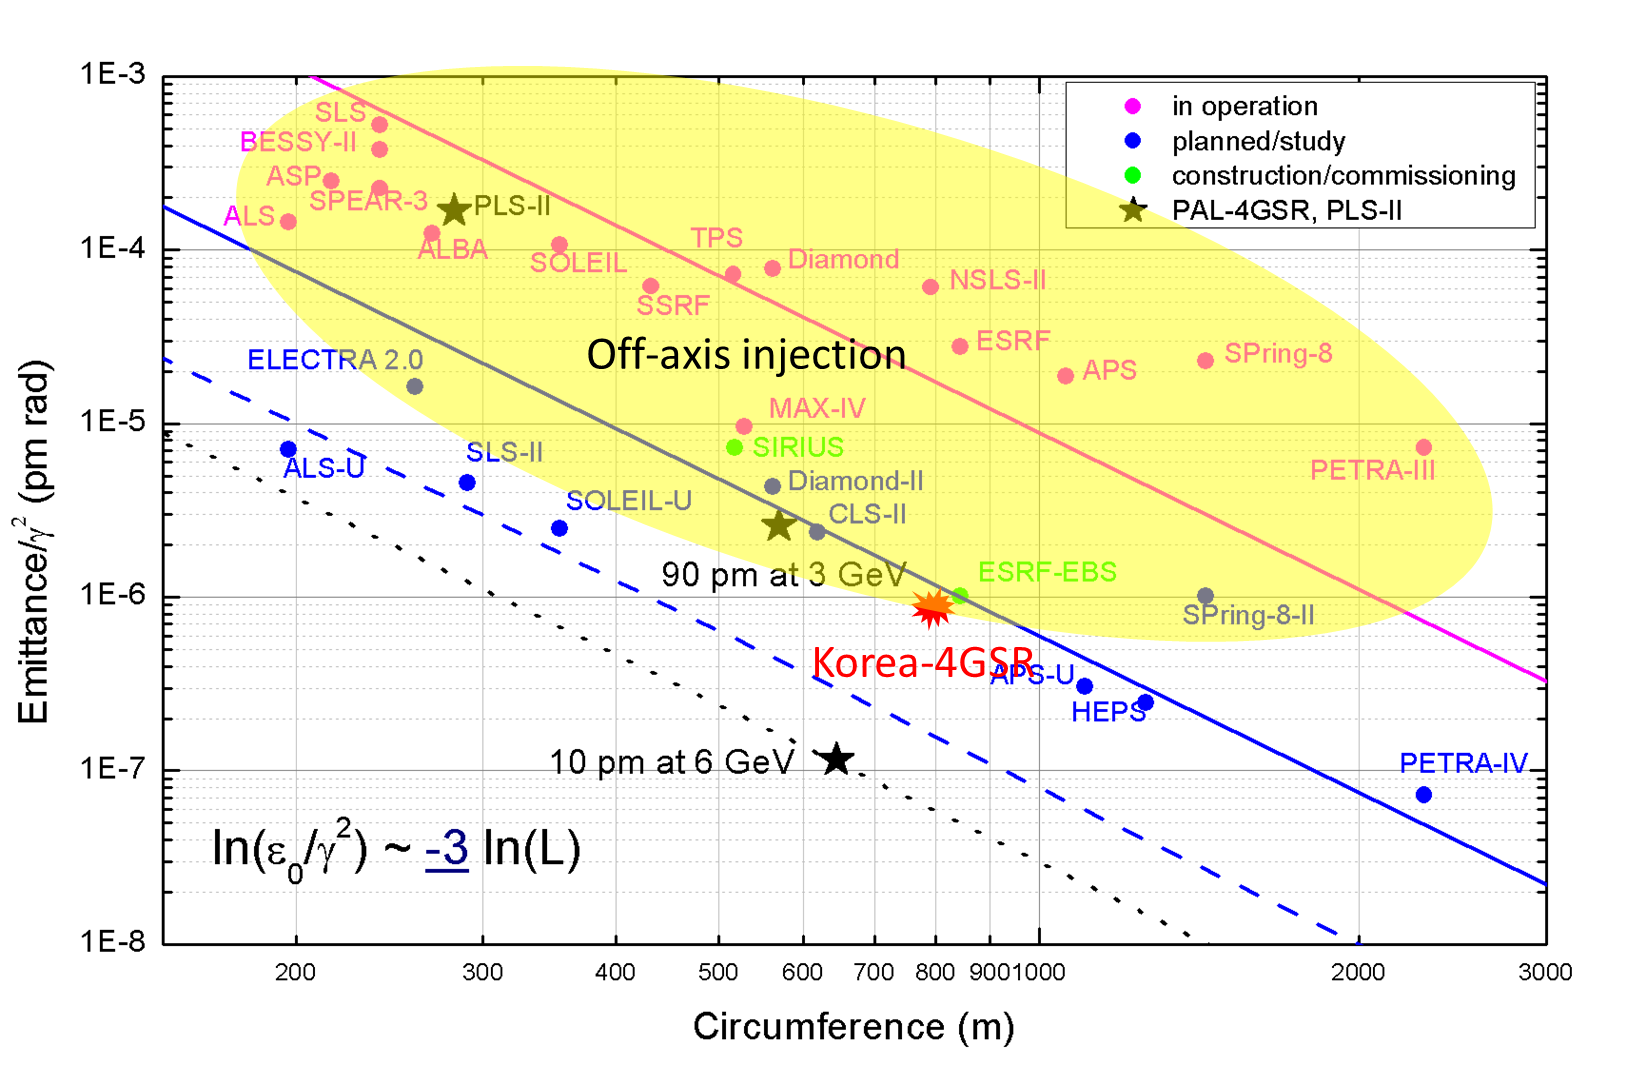 1E-3
1E-4
1E-5
1E-6
1E-7
1E-8
Emittance/γ² (pm rad)
in operation
planned/study
construction/commissioning
PAL-4GSR, PLS-II
SLS
BESSY-II
ASP
SPEAR-3
PLS-II
ALS
ALBA
SOLEIL
TPS
Diamond
SSRF
NSLS-II
ESRF
APS
SPring-8
ELECTRA 2.0
Off-axis injection
MAX-IV
SIRIUS
PETRA-III
ALS-U
SLS-II
SOLEIL-U
Diamond-II
CLS-II
90 pm at 3 GeV
ESRF-EBS
SPring-8-II
Korea-4GSR
APS-U
HEPS
10 pm at 6 GeV
PETRA-IV
ln(ε₀/γ²) ~ -3 ln(L)
200 300 400 500 600 700 800 900 1000 2000 3000
Circumference (m)